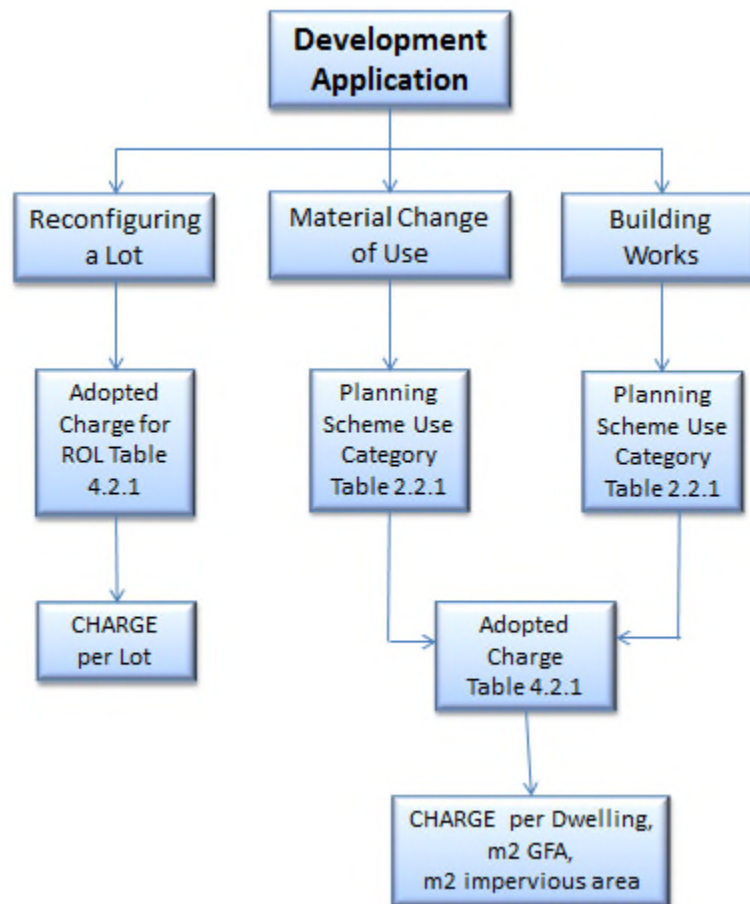 Development
Application
Reconfiguring
a Lot
Material Change
of Use
Building
Works
Adopted
Charge for
ROL Table
4.2.1
Planning
Scheme Use
Category
Table 2.2.1
Planning
Scheme Use
Category
Table 2.2.1
CHARGE
per Lot
Adopted
Charge
Table 4.2.1
CHARGE per Dwelling,
m2 GFA,
m2 impervious area